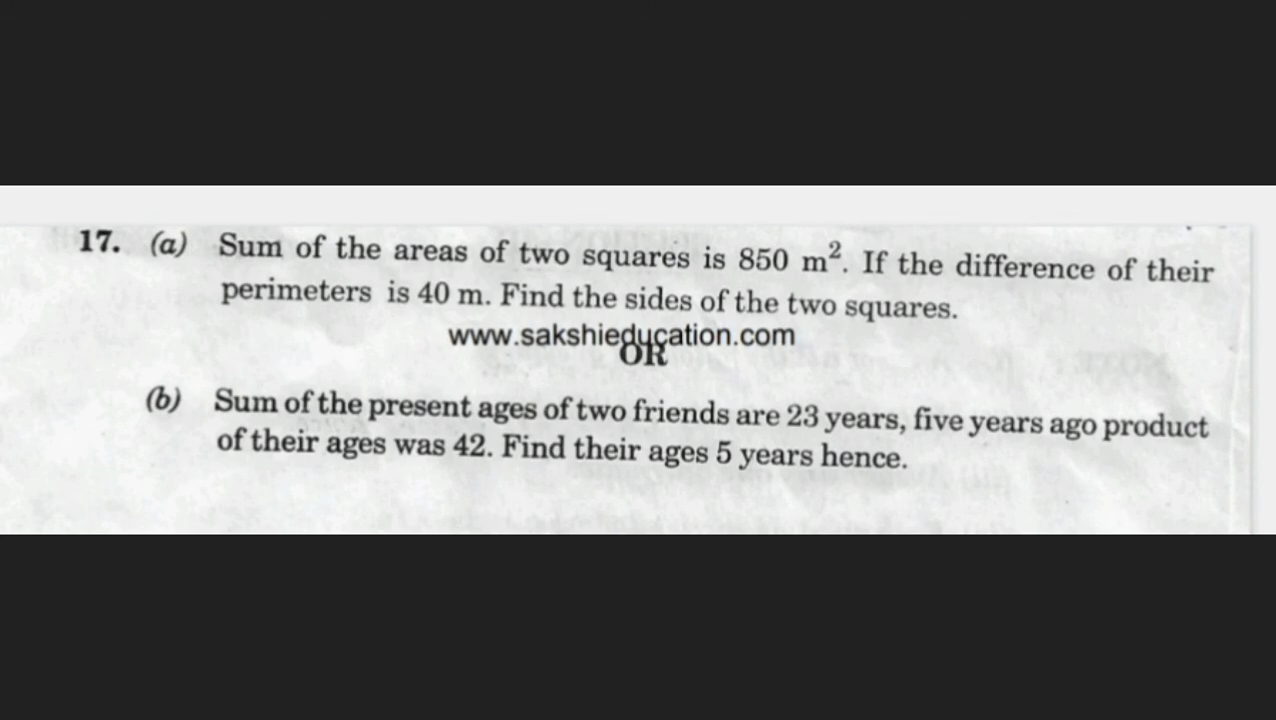 17. (a) Sum of the areas of two squares is 850 m². If the difference of their
perimeters is 40 m. Find the sides of the two squares.
www.sakshieducation.com
OR
(b) Sum of the present ages of two friends are 23 years, five years ago product
of their ages was 42. Find their ages 5 years hence.